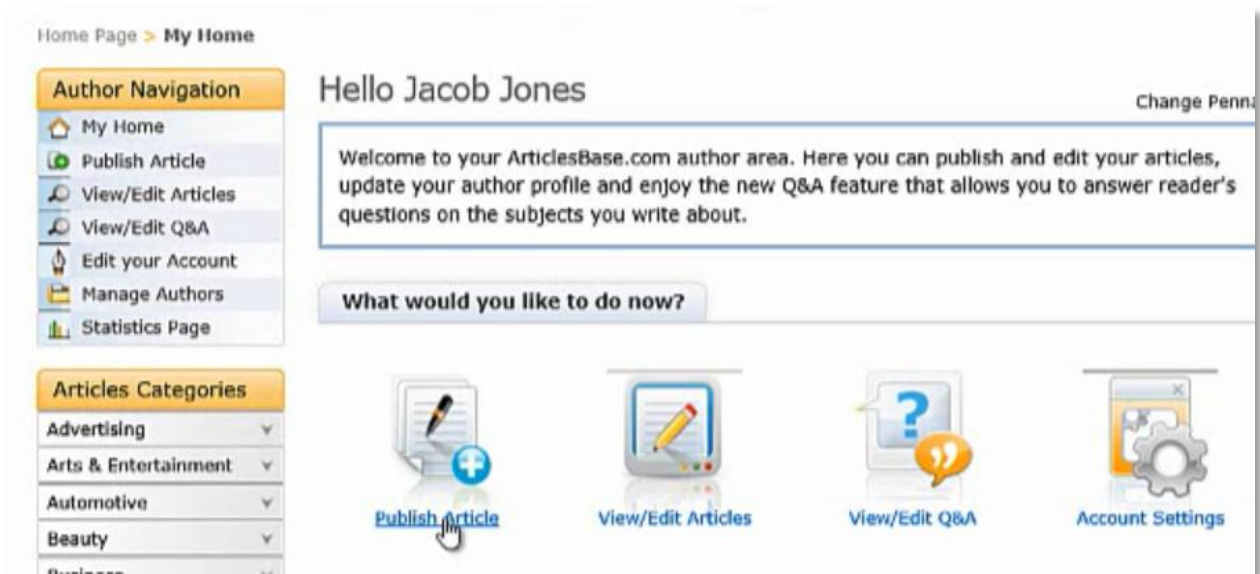 Home Page > My Home
Author Navigation
My Home
Publish Article
View/Edit Articles
View/Edit Q&A
Edit your Account
Manage Authors
Statistics Page
Articles Categories
Advertising
Arts & Entertainment
Automotive
Beauty
Hello Jacob Jones
Change
Welcome to your ArticlesBase.com author area. Here you can publish and edit your articles,
update your author profile and enjoy the new Q&A feature that allows you to answer reader's
questions on the subjects you write about.
What would you like to do now?
Publish Article
View/Edit Articles
View/Edit Q&A
Account Settings